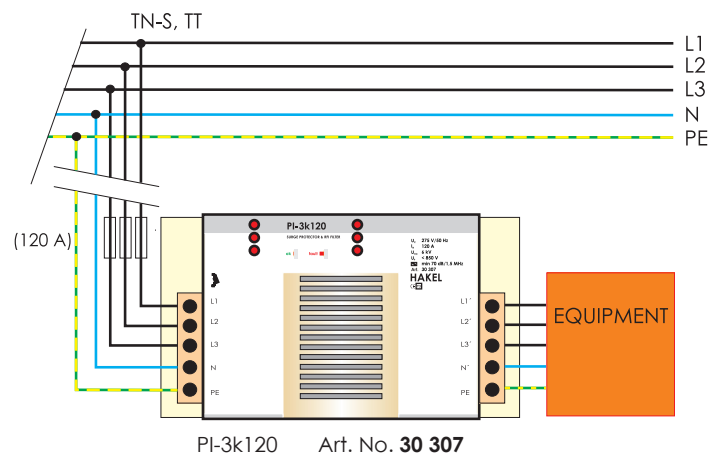 TN-S, TT
L1
L2
L3
N
PE
(120 A)
PI-3k120
SURGE PROTECTOR & RFI FILTER
ok
fault
275 V/50 Hz
120 A
6 kV
< 850 V
min 70 dB/1,5 MHz
Art. 30 307
HAKEL
L1 L1´
L2 L2´
L3 L3´
N N´
PE PE
EQUIPMENT
PI-3k120 Art. No. 30 307